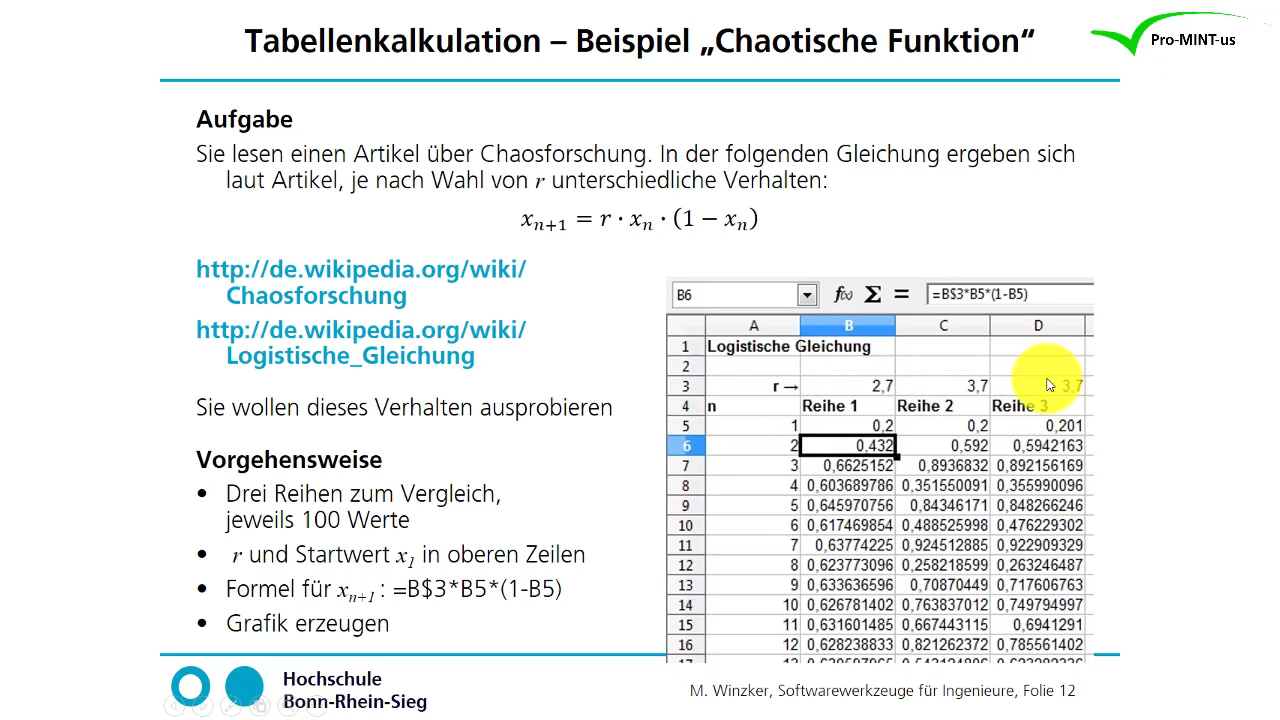 Tabellenkalkulation – Beispiel „Chaotische Funktion“
Pro-MINT-us
Aufgabe
Sie lesen einen Artikel über Chaosforschung. In der folgenden Gleichung ergeben sich
laut Artikel, je nach Wahl von r unterschiedliche Verhalten:
xₙ₊₁ = r · xₙ · (1 − xₙ)
http://de.wikipedia.org/wiki/
Chaosforschung
http://de.wikipedia.org/wiki/
Logistische_Gleichung
Sie wollen dieses Verhalten ausprobieren
Vorgehensweise
• Drei Reihen zum Vergleich,
jeweils 100 Werte
• r und Startwert x₁ in oberen Zeilen
• Formel für xₙ₊₁ : =B$3*B5*(1-B5)
• Grafik erzeugen
B6 f(x) Σ = =B$3*B5*(1-B5)
A B C D
1 Logistische Gleichung
2
3 r → 2,7 3,7 3,7
4 n Reihe 1 Reihe 2 Reihe 3
5 1 0,2 0,2 0,201
6 2 0,432 0,592 0,5942163
7 3 0,6625152 0,8936832 0,892156169
8 4 0,603689786 0,351550091 0,355990096
9 5 0,645970756 0,84346171 0,848266246
10 6 0,617469854 0,488525998 0,476229302
11 7 0,63774225 0,924512885 0,922909329
12 8 0,623773096 0,258218599 0,263246487
13 9 0,633636596 0,70870449 0,717606763
14 10 0,626781402 0,763837012 0,749794997
15 11 0,631601485 0,667443115 0,6941291
16 12 0,628238833 0,821262372 0,785561402
Hochschule
Bonn-Rhein-Sieg
M. Winzker, Softwarewerkzeuge für Ingenieure, Folie 12